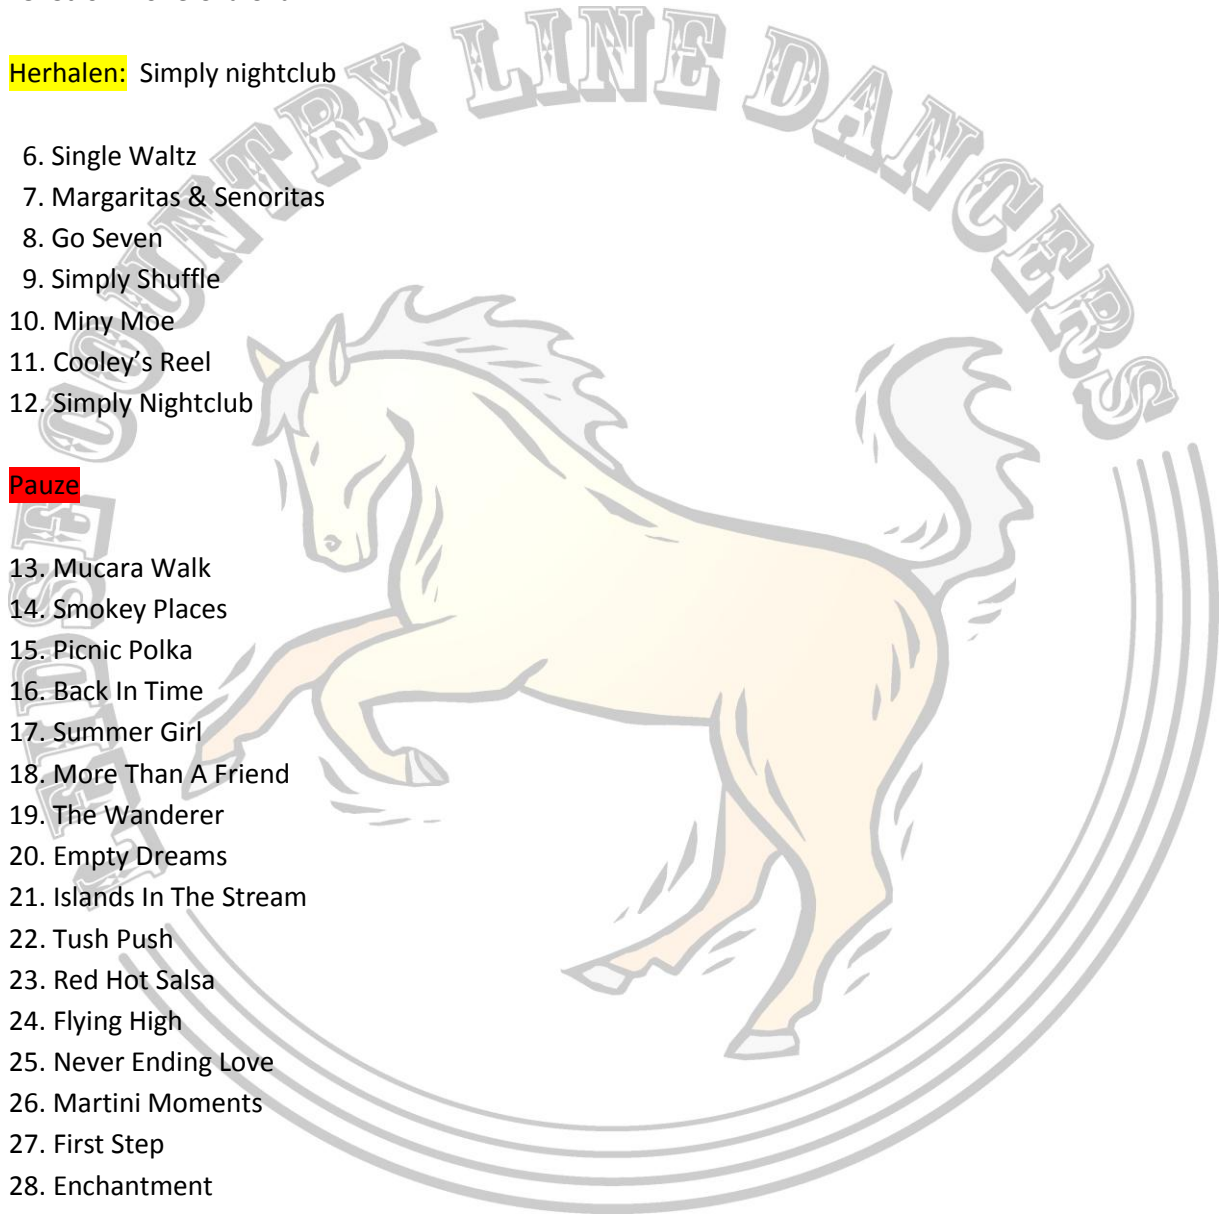 Herhalen: Simply nightclub
6. Single Waltz
7. Margaritas & Senoritas
8. Go Seven
9. Simply Shuffle
10. Miny Moe
11. Cooley’s Reel
12. Simply Nightclub
Pauze
13. Mucara Walk
14. Smokey Places
15. Picnic Polka
16. Back In Time
17. Summer Girl
18. More Than A Friend
19. The Wanderer
20. Empty Dreams
21. Islands In The Stream
22. Tush Push
23. Red Hot Salsa
24. Flying High
25. Never Ending Love
26. Martini Moments
27. First Step
28. Enchantment
COUNTRY LINE DANCERS